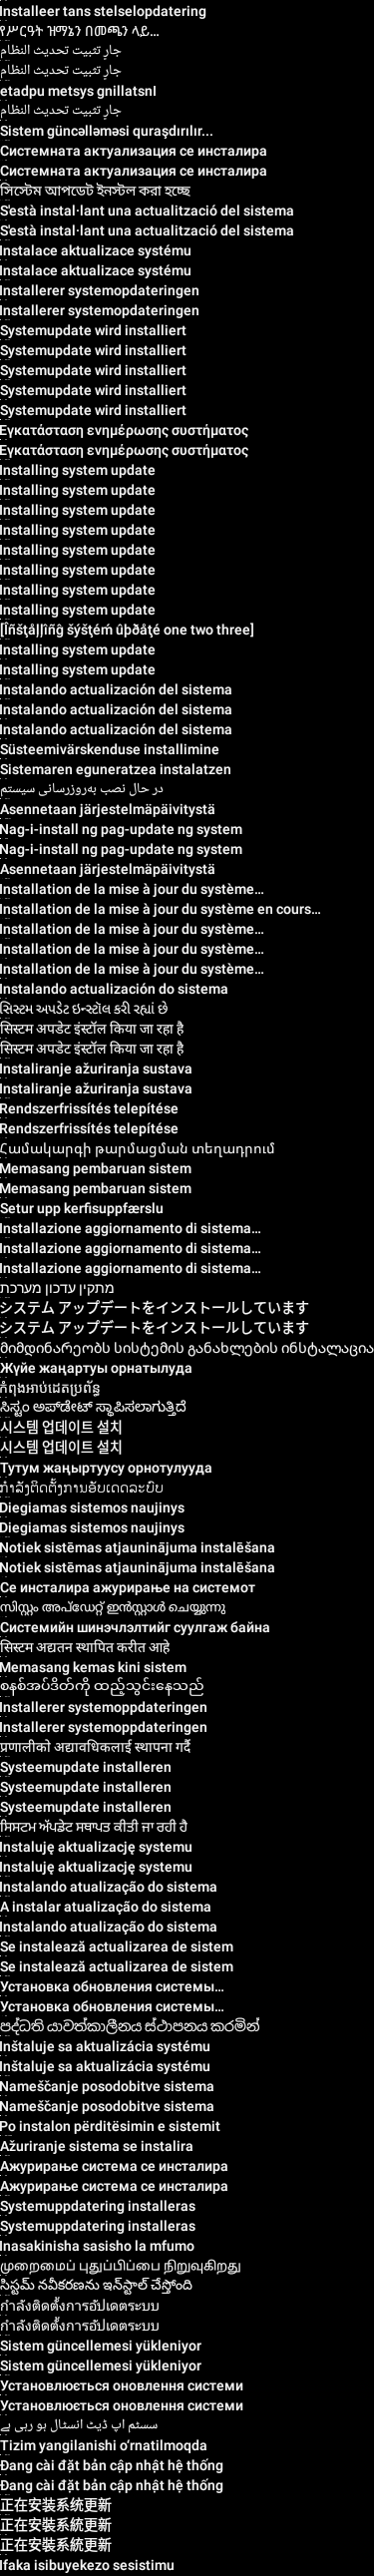 Installeer tans stelselopdatering
የሥርዓት ዝማኔን በመጫን ላይ…
جارٍ تثبيت تحديث النظام
جارٍ تثبيت تحديث النظام
etadpu metsys gnillatsnI
جارٍ تثبيت تحديث النظام
Sistem güncəlləməsi quraşdırılır...
Системната актуализация се инсталира
Системната актуализация се инсталира
সিস্টেম আপডেট ইনস্টল করা হচ্ছে
S'està instal·lant una actualització del sistema
S'està instal·lant una actualització del sistema
Instalace aktualizace systému
Instalace aktualizace systému
Installerer systemopdateringen
Installerer systemopdateringen
Systemupdate wird installiert
Systemupdate wird installiert
Systemupdate wird installiert
Systemupdate wird installiert
Systemupdate wird installiert
Εγκατάσταση ενημέρωσης συστήματος
Εγκατάσταση ενημέρωσης συστήματος
Installing system update
Installing system update
Installing system update
Installing system update
Installing system update
Installing system update
Installing system update
Installing system update
[Îñšţåļļîñĝ šýšţéḿ ûþðåţé one two three]
Installing system update
Installing system update
Instalando actualización del sistema
Instalando actualización del sistema
Instalando actualización del sistema
Süsteemivärskenduse installimine
Sistemaren eguneratzea instalatzen
در حال نصب به‌روزرسانی سیستم
Asennetaan järjestelmäpäivitystä
Nag-i-install ng pag-update ng system
Nag-i-install ng pag-update ng system
Asennetaan järjestelmäpäivitystä
Installation de la mise à jour du système…
Installation de la mise à jour du système en cours…
Installation de la mise à jour du système…
Installation de la mise à jour du système…
Installation de la mise à jour du système…
Instalando actualización do sistema
સિસ્ટમ અપડેટ ઇન્સ્ટૉલ કરી રહ્યાં છે
सिस्टम अपडेट इंस्टॉल किया जा रहा है
सिस्टम अपडेट इंस्टॉल किया जा रहा है
Instaliranje ažuriranja sustava
Instaliranje ažuriranja sustava
Rendszerfrissítés telepítése
Rendszerfrissítés telepítése
Համակարգի թարմացման տեղադրում
Memasang pembaruan sistem
Memasang pembaruan sistem
Setur upp kerfisuppfærslu
Installazione aggiornamento di sistema…
Installazione aggiornamento di sistema…
Installazione aggiornamento di sistema…
מתקין עדכון מערכת
システム アップデートをインストールしています
システム アップデートをインストールしています
მიმდინარეობს სისტემის განახლების ინსტალაცია
Жүйе жаңартуы орнатылуда
កំពុងអាប់ដេតប្រព័ន្ធ
ಸಿಸ್ಟಂ ಅಪ್‌ಡೇಟ್‌ ಸ್ಥಾಪಿಸಲಾಗುತ್ತಿದೆ
시스템 업데이트 설치
시스템 업데이트 설치
Тутум жаңыртуусу орнотулууда
ກຳລັງຕິດຕັ້ງການອັບເດດລະບົບ
Diegiamas sistemos naujinys
Diegiamas sistemos naujinys
Notiek sistēmas atjauninājuma instalēšana
Notiek sistēmas atjauninājuma instalēšana
Се инсталира ажурирање на системот
സിസ്റ്റം അപ്ഡേറ്റ് ഇൻസ്റ്റാൾ ചെയ്യുന്നു
Системийн шинэчлэлтийг суулгаж байна
सिस्टम अद्यतन स्थापित करीत आहे
Memasang kemas kini sistem
စနစ်အပ်ဒိတ်ကို ထည့်သွင်းနေသည်
Installerer systemoppdateringen
Installerer systemoppdateringen
प्रणालीको अद्यावधिकलाई स्थापना गर्दै
Systeemupdate installeren
Systeemupdate installeren
Systeemupdate installeren
ਸਿਸਟਮ ਅੱਪਡੇਟ ਸਥਾਪਤ ਕੀਤੀ ਜਾ ਰਹੀ ਹੈ
Instaluję aktualizację systemu
Instaluję aktualizację systemu
Instalando atualização do sistema
A instalar atualização do sistema
Instalando atualização do sistema
Se instalează actualizarea de sistem
Se instalează actualizarea de sistem
Установка обновления системы…
Установка обновления системы…
පද්ධති යාවත්කාලීනය ස්ථාපනය කරමින්
Inštaluje sa aktualizácia systému
Inštaluje sa aktualizácia systému
Nameščanje posodobitve sistema
Nameščanje posodobitve sistema
Po instalon përditësimin e sistemit
Ažuriranje sistema se instalira
Ажурирање система се инсталира
Ажурирање система се инсталира
Systemuppdatering installeras
Systemuppdatering installeras
Inasakinisha sasisho la mfumo
முறைமைப் புதுப்பிப்பை நிறுவுகிறது
సిస్టమ్ నవీకరణను ఇన్‍స్టాల్ చేస్తోంది
กำลังติดตั้งการอัปเดตระบบ
กำลังติดตั้งการอัปเดตระบบ
Sistem güncellemesi yükleniyor
Sistem güncellemesi yükleniyor
Установлюється оновлення системи
Установлюється оновлення системи
سسٹم اپ ڈیٹ انسٹال ہو رہی ہے
Tizim yangilanishi o‘rnatilmoqda
Đang cài đặt bản cập nhật hệ thống
Đang cài đặt bản cập nhật hệ thống
正在安装系统更新
正在安裝系統更新
正在安裝系統更新
Ifaka isibuyekezo sesistimu